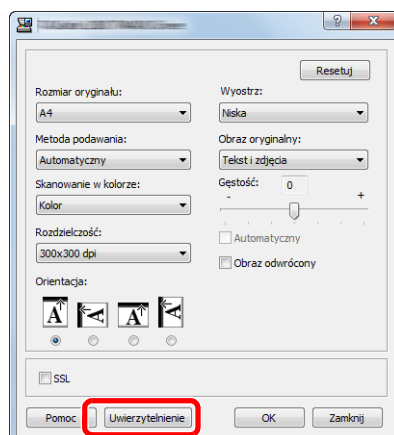 Resetuj
Rozmiar oryginału:
A4
Metoda podawania:
Automatyczny
Skanowanie w kolorze:
Kolor
Rozdzielczość:
300x300 dpi
Orientacja:
A A A A
Wyostrz:
Niska
Obraz oryginalny:
Tekst i zdjęcia
Gęstość: 0
- +
Automatyczny
Obraz odwrócony
SSL
Pomoc Uwierzytelnienie OK Zamknij